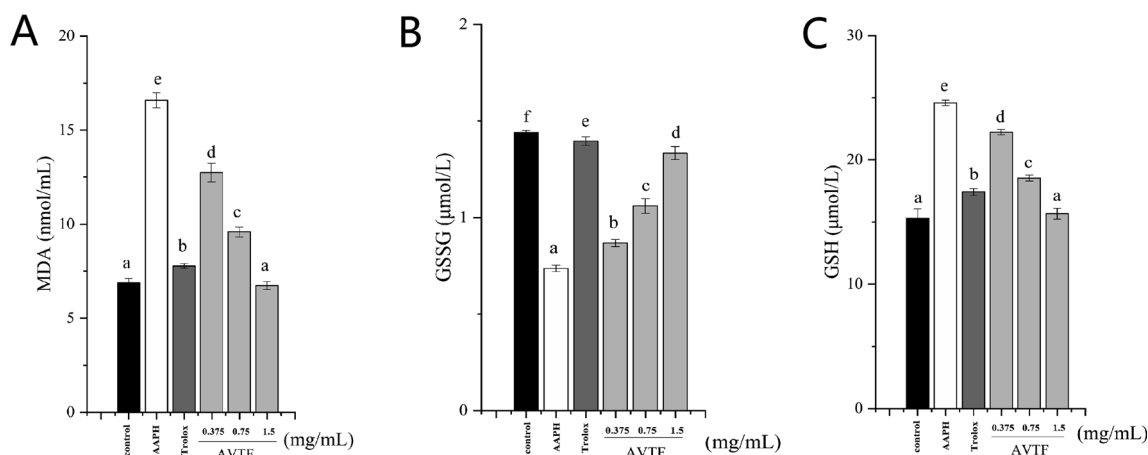 A
MDA (nmol/mL)
20
15
10
5
0
a
e
b
d
c
a
control
AAPH
Trolox
0.375 0.75 1.5
(mg/mL)
AVTF
B
GSSG (μmol/L)
2
1
0
f
a
e
b
c
d
control
AAPH
Trolox
0.375 0.75 1.5
(mg/mL)
AVTF
C
GSH (μmol/L)
30
20
10
0
a
e
b
d
c
a
control
AAPH
Trolox
0.375 0.75 1.5
(mg/mL)
AVTF